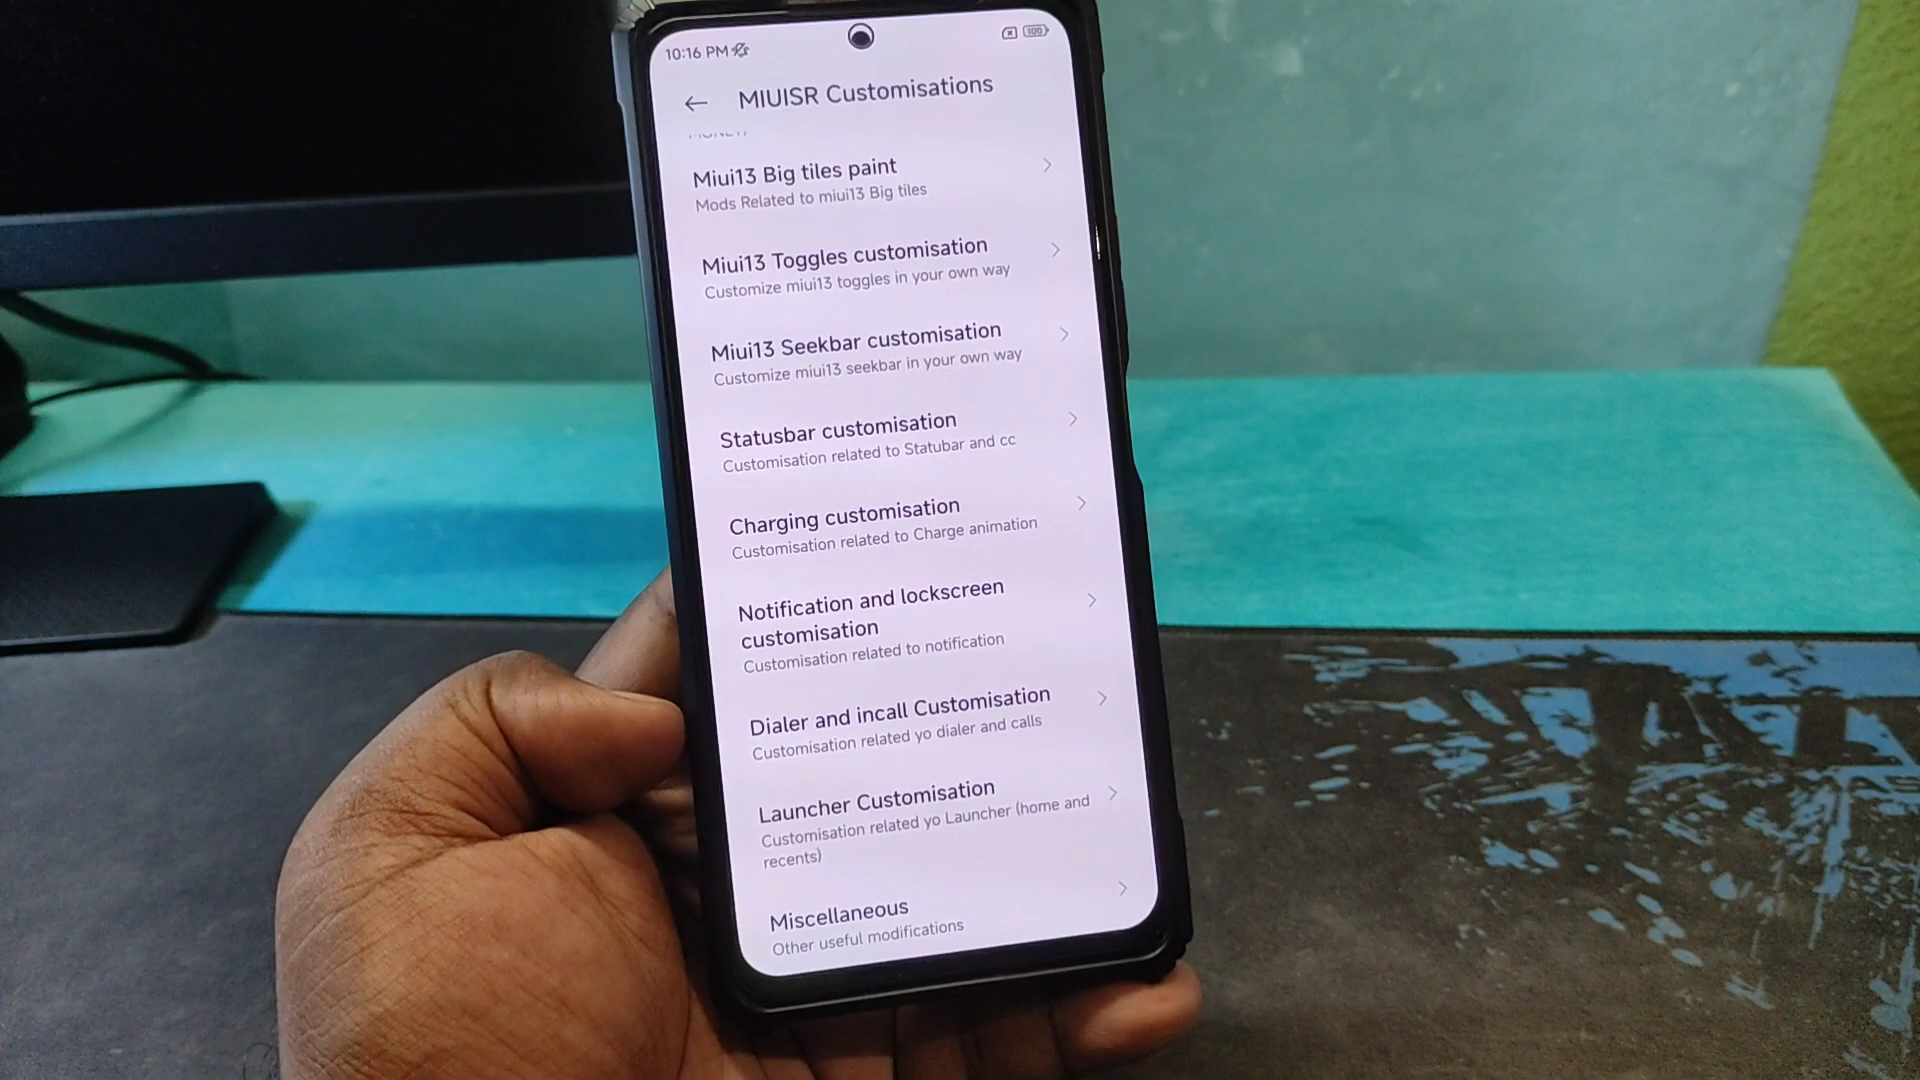 10:16 PM
100
MIUISR Customisations
Miui13 Big tiles paint
Mods Related to miui13 Big tiles
Miui13 Toggles customisation
Customize miui13 toggles in your own way
Miui13 Seekbar customisation
Customize miui13 seekbar in your own way
Statusbar customisation
Customisation related to Statubar and cc
Charging customisation
Customisation related to Charge animation
Notification and lockscreen
customisation
Customisation related to notification
Dialer and incall Customisation
Customisation related yo dialer and calls
Launcher Customisation
Customisation related yo Launcher (home and
recents)
Miscellaneous
Other useful modifications